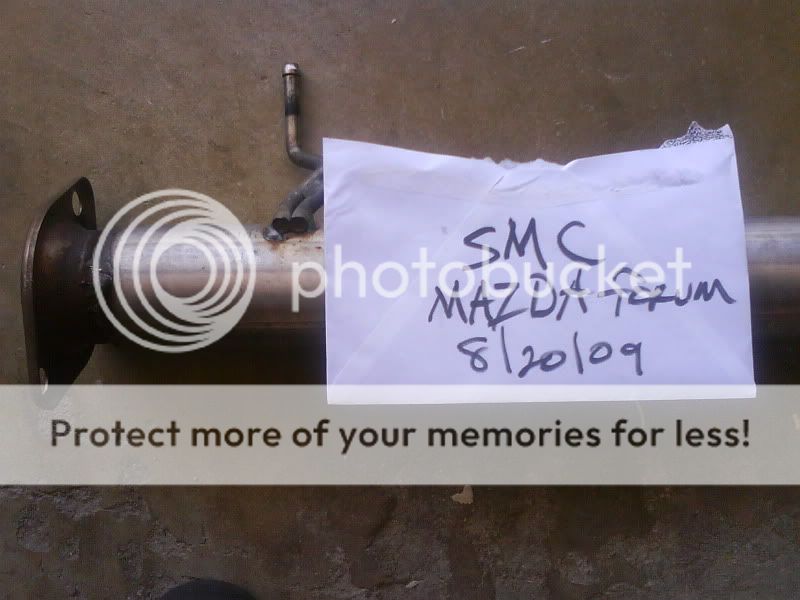 SMC
MAZDA-FORUM
8/20/09
photobucket
Protect more of your memories for less!